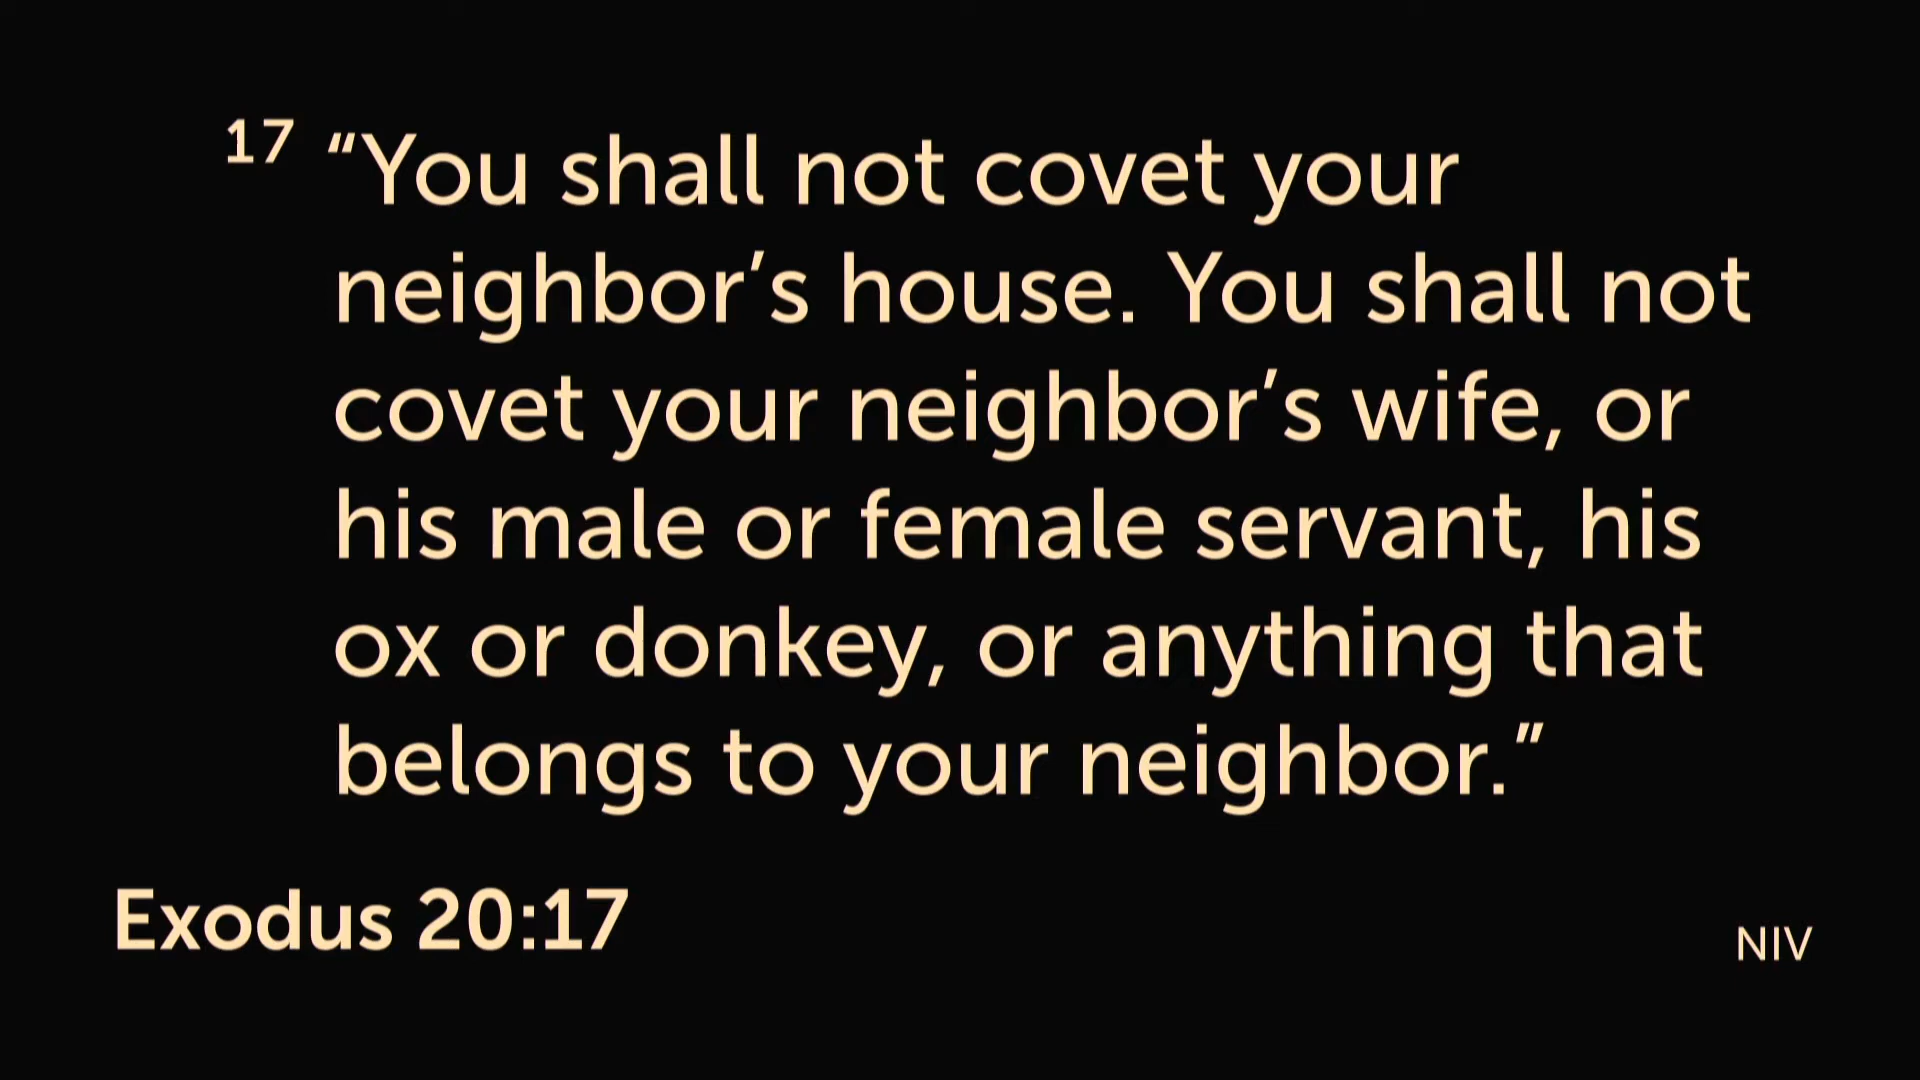 17 “You shall not covet your
neighbor’s house. You shall not
covet your neighbor’s wife, or
his male or female servant, his
ox or donkey, or anything that
belongs to your neighbor.”
Exodus 20:17
NIV